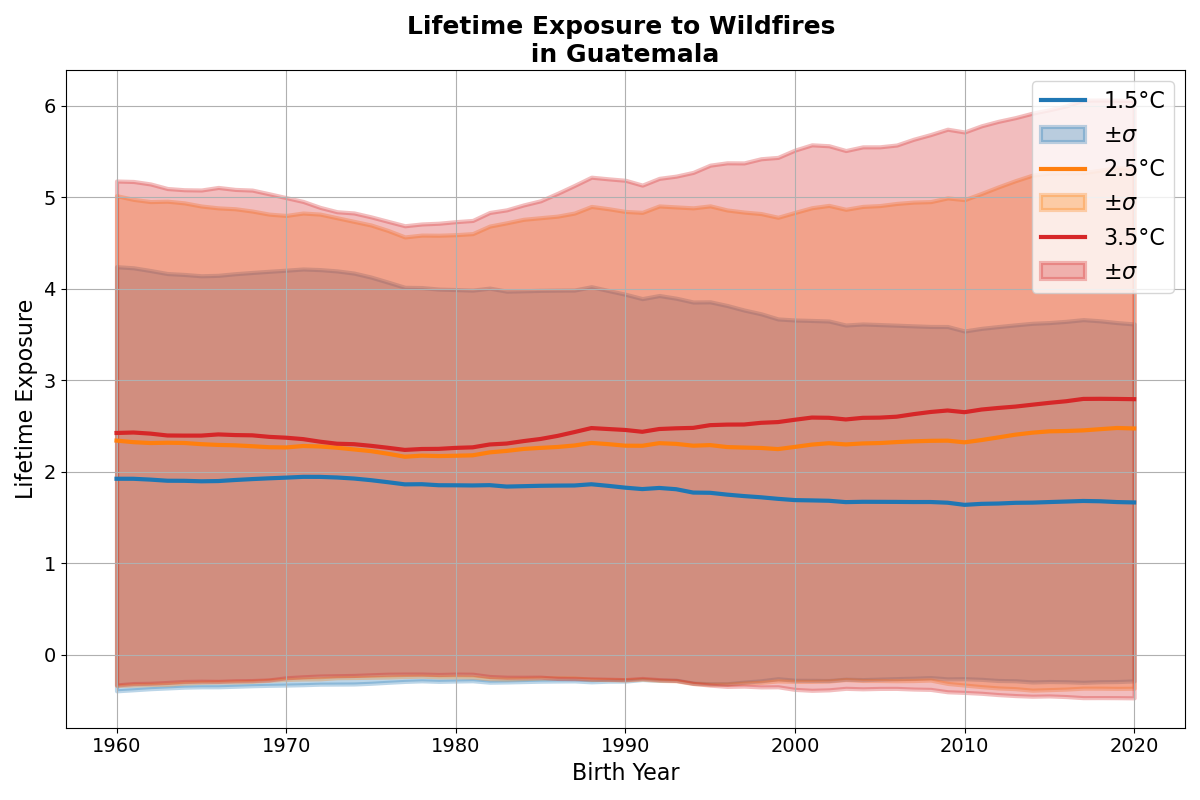 Lifetime Exposure to Wildfires
in Guatemala
Lifetime Exposure
6
5
4
3
2
1
0
1.5°C
±σ
2.5°C
±σ
3.5°C
±σ
1960 1970 1980 1990 2000 2010 2020
Birth Year